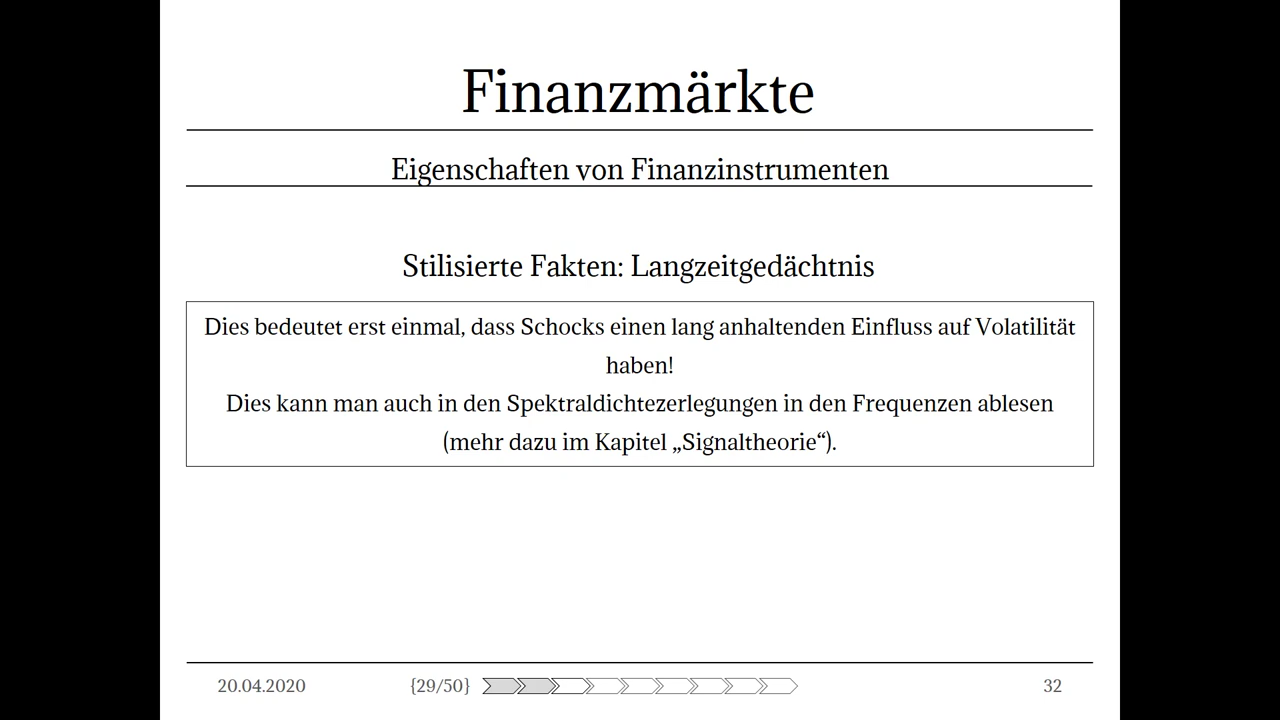 Finanzmärkte
Eigenschaften von Finanzinstrumenten
Stilisierte Fakten: Langzeitgedächtnis
Dies bedeutet erst einmal, dass Schocks einen lang anhaltenden Einfluss auf Volatilität
haben!
Dies kann man auch in den Spektraldichtezerlegungen in den Frequenzen ablesen
(mehr dazu im Kapitel „Signaltheorie“).
20.04.2020 {29/50} 32